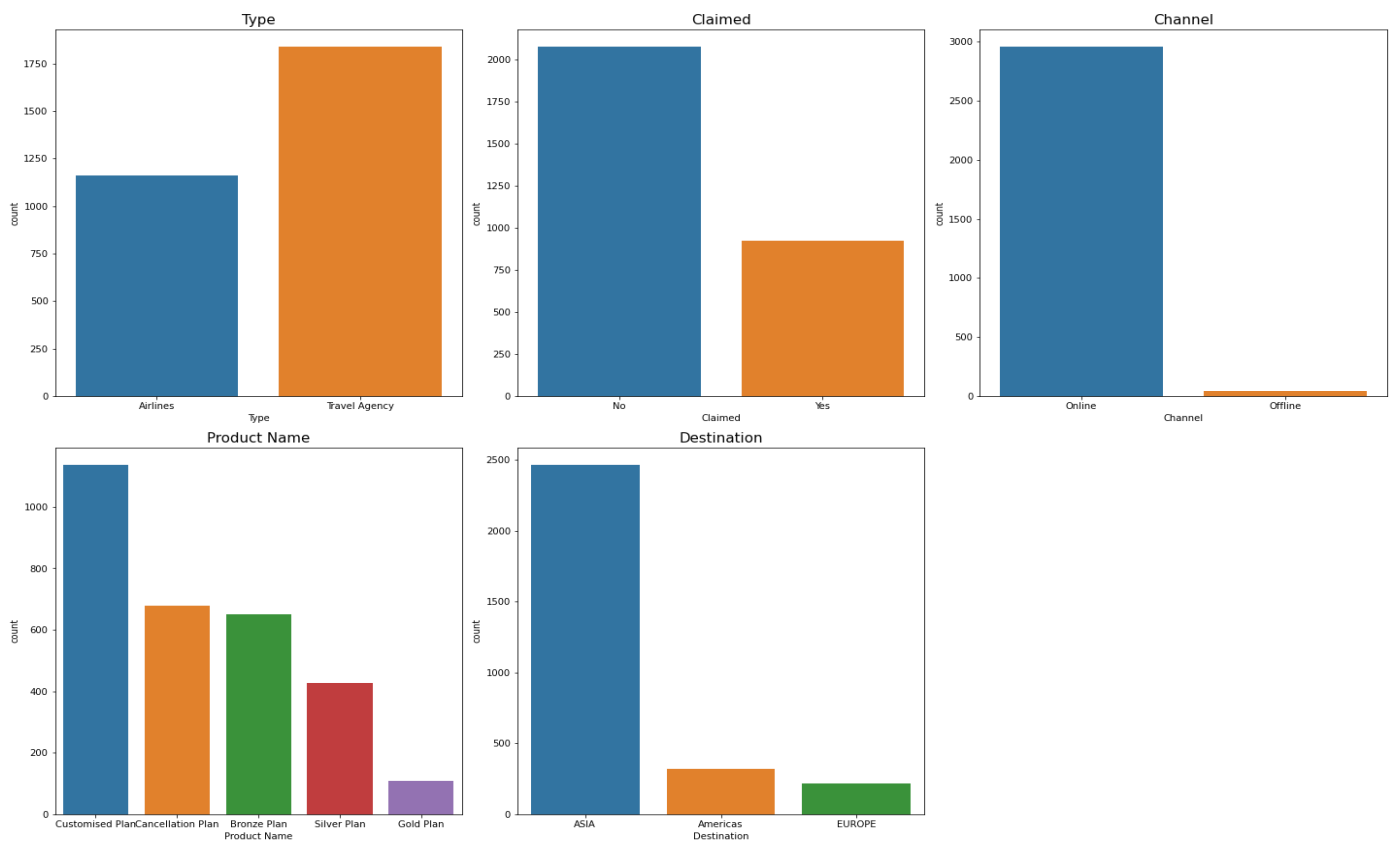 Type
1750
1500
1250
1000
750
500
250
0
count
Airlines Travel Agency
Type
Claimed
2000
1750
1500
1250
1000
750
500
250
0
count
No Yes
Claimed
Channel
3000
2500
2000
1500
1000
500
0
count
Online Offline
Channel
Product Name
1000
800
600
400
200
0
count
Customised Plan Cancellation Plan Bronze Plan Silver Plan Gold Plan
Product Name
Destination
2500
2000
1500
1000
500
0
count
ASIA Americas EUROPE
Destination